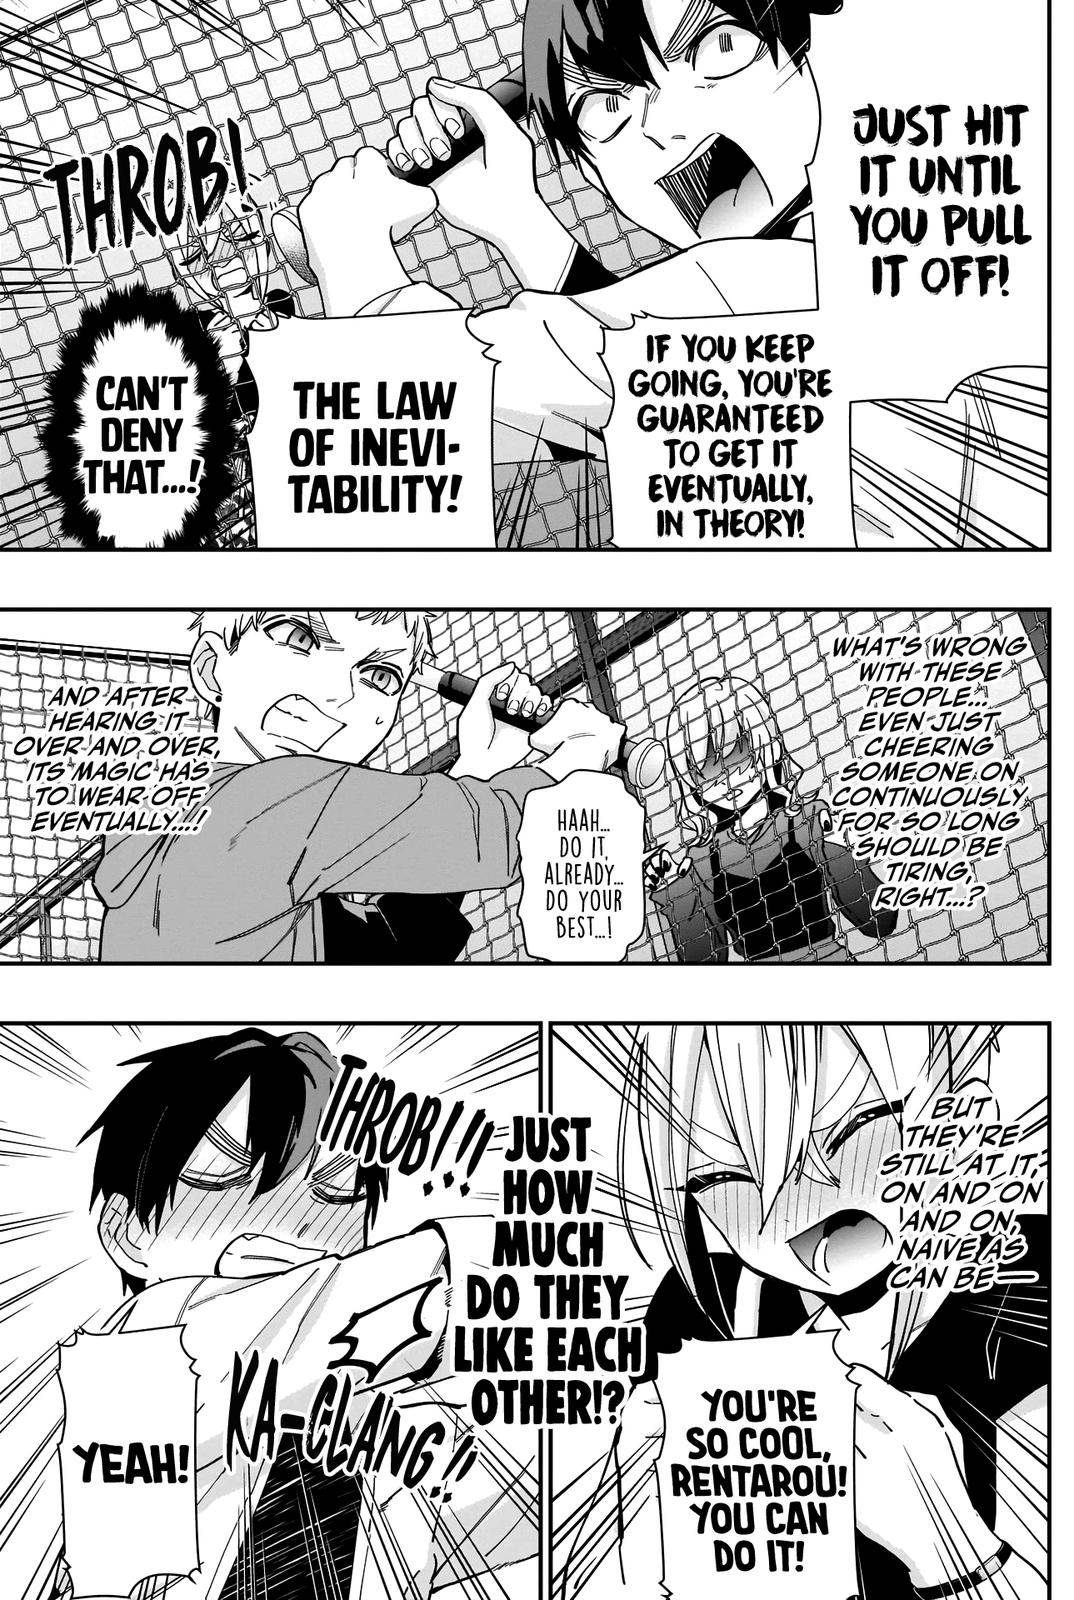 JUST HIT
IT UNTIL
YOU PULL
IT OFF!
IF YOU KEEP
GOING, YOU'RE
GUARANTEED
TO GET IT
EVENTUALLY,
IN THEORY!
THE LAW
OF INEVI-
TABILITY!
THROB!
CAN'T
DENY
THAT...!
WHAT'S WRONG
WITH THESE
PEOPLE...
EVEN JUST
CHEERING
SOMEONE ON
CONTINUOUSLY
FOR SO LONG
SHOULD BE
TIRING,
RIGHT...?
HAAH...
DO IT,
ALREADY...
DO YOUR
BEST...!
AND AFTER
HEARING IT
OVER AND OVER,
ITS MAGIC HAS
TO WEAR OFF
EVENTUALLY...!
BUT
THEY'RE
STILL AT IT,
ON AND ON
AND ON,
NAIVE AS
CAN BE—
YOU'RE
SO COOL,
RENTAROU!
YOU CAN
DO IT!
JUST
HOW
MUCH
DO THEY
LIKE EACH
OTHER!?
THROB!!!
KA-CLANG!!
YEAH!